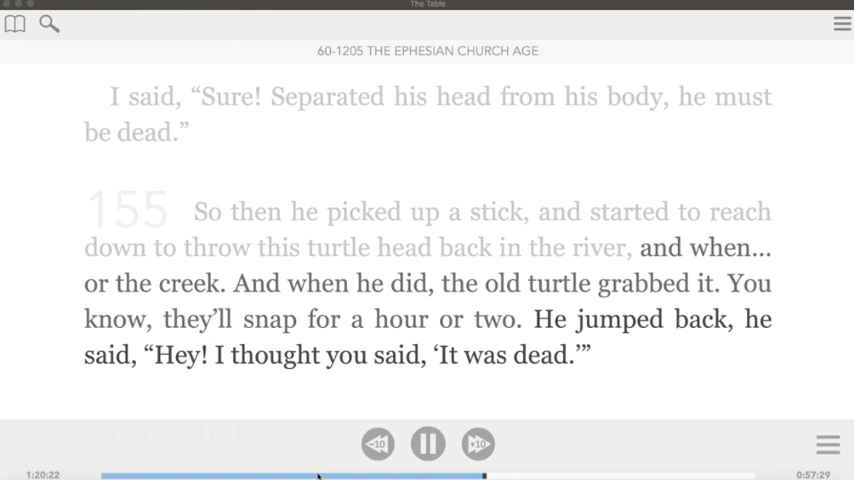 The Table
60-1205 THE EPHESIAN CHURCH AGE
I said, “Sure! Separated his head from his body, he must
be dead.”
155 So then he picked up a stick, and started to reach
down to throw this turtle head back in the river, and when...
or the creek. And when he did, the old turtle grabbed it. You
know, they’ll snap for a hour or two. He jumped back, he
said, “Hey! I thought you said, ‘It was dead.’”
I said, “He is”
-10 +10
1:20:22 0:57:29